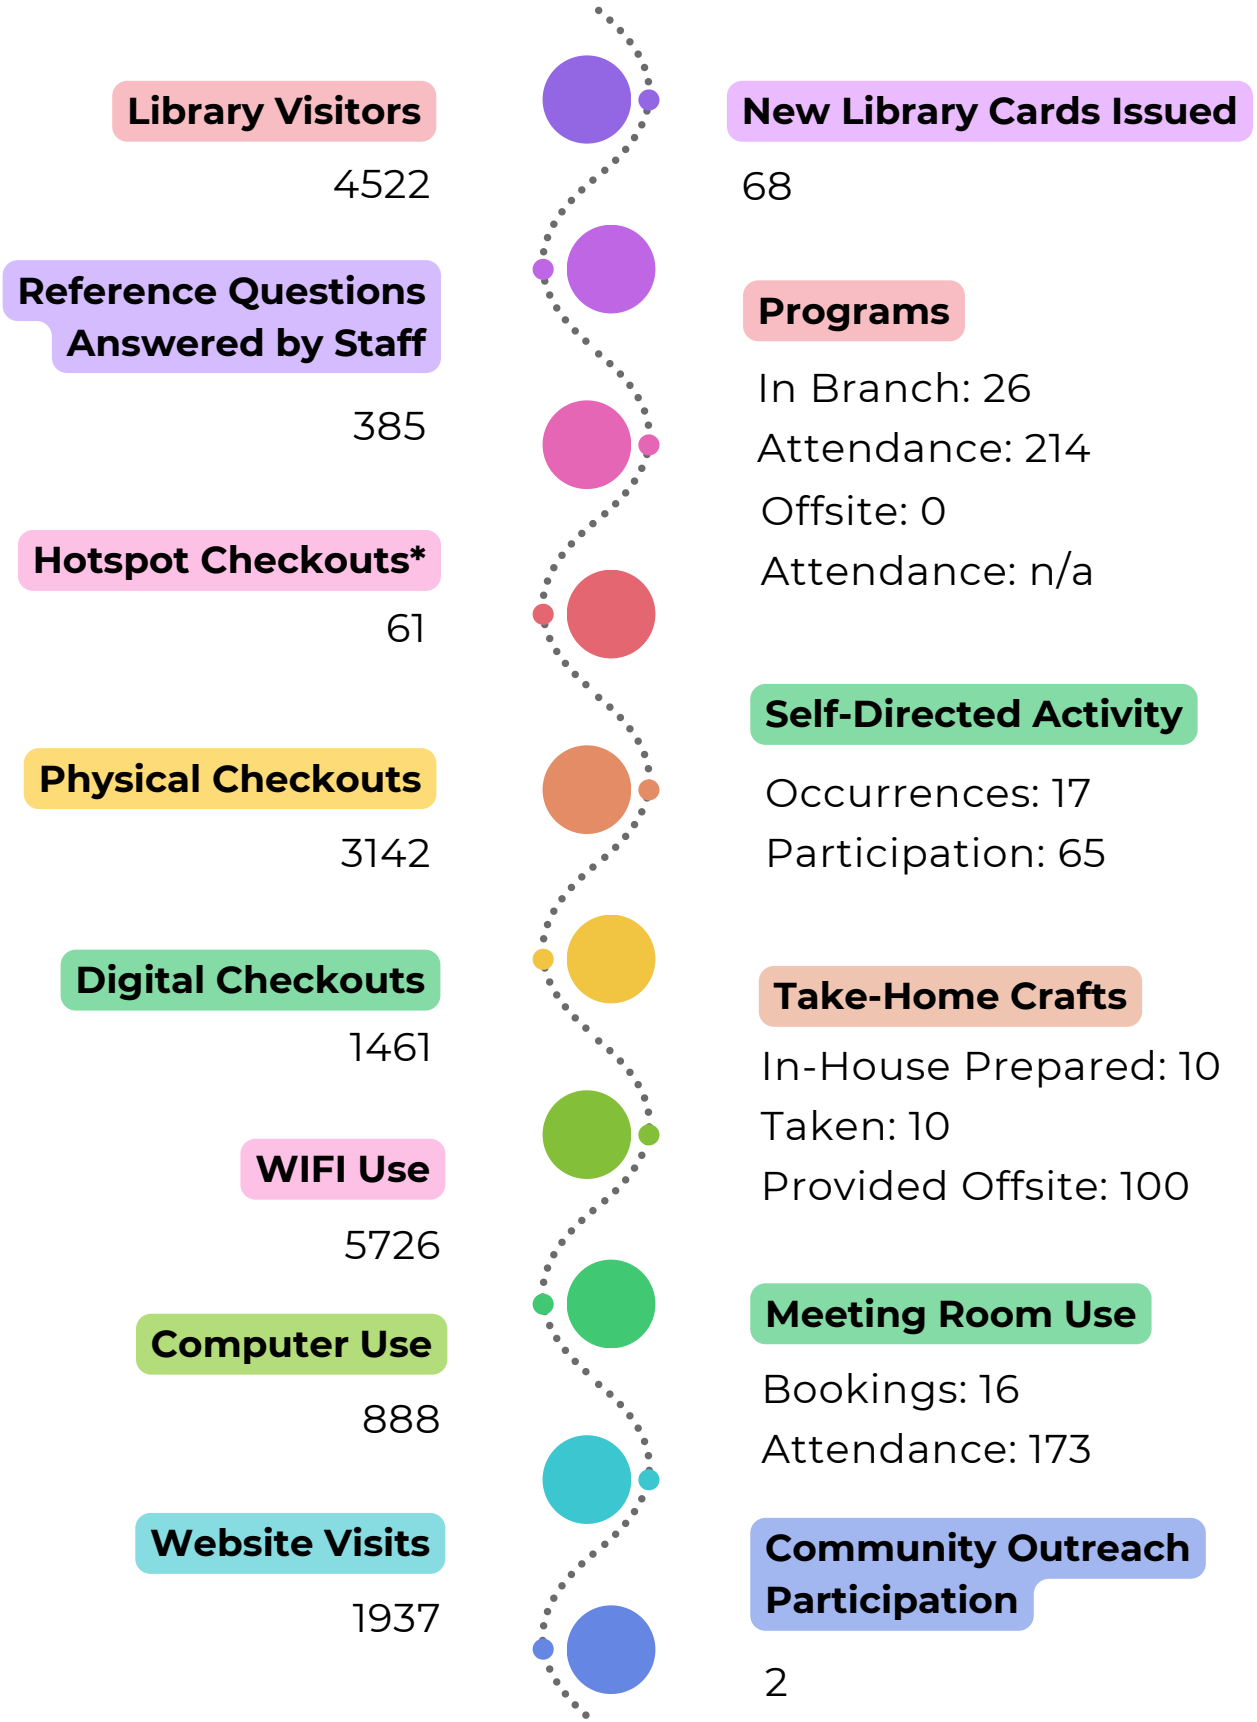 Library Visitors
4522
Reference Questions
Answered by Staff
385
Hotspot Checkouts*
61
Physical Checkouts
3142
Digital Checkouts
1461
WIFI Use
5726
Computer Use
888
Website Visits
1937
New Library Cards Issued
68
Programs
In Branch: 26
Attendance: 214
Offsite: 0
Attendance: n/a
Self-Directed Activity
Occurrences: 17
Participation: 65
Take-Home Crafts
In-House Prepared: 10
Taken: 10
Provided Offsite: 100
Meeting Room Use
Bookings: 16
Attendance: 173
Community Outreach
Participation
2